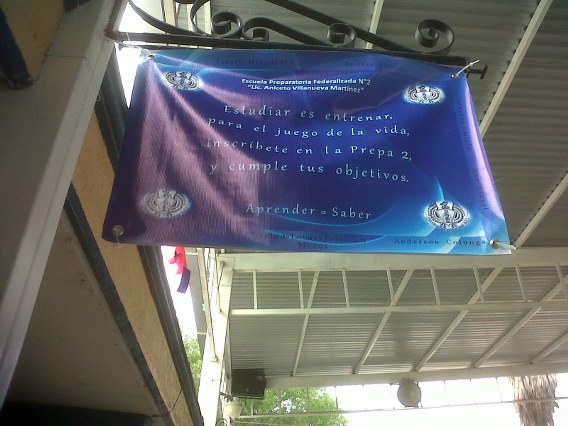 Escuela Preparatoria Federalizada N°2
"Lic. Aniceto Villanueva Martínez"
Estudiar es entrenar,
para el juego de la vida,
inscríbete en la Prepa 2,
y cumple tus objetivos.
Aprender = Saber
Anderson